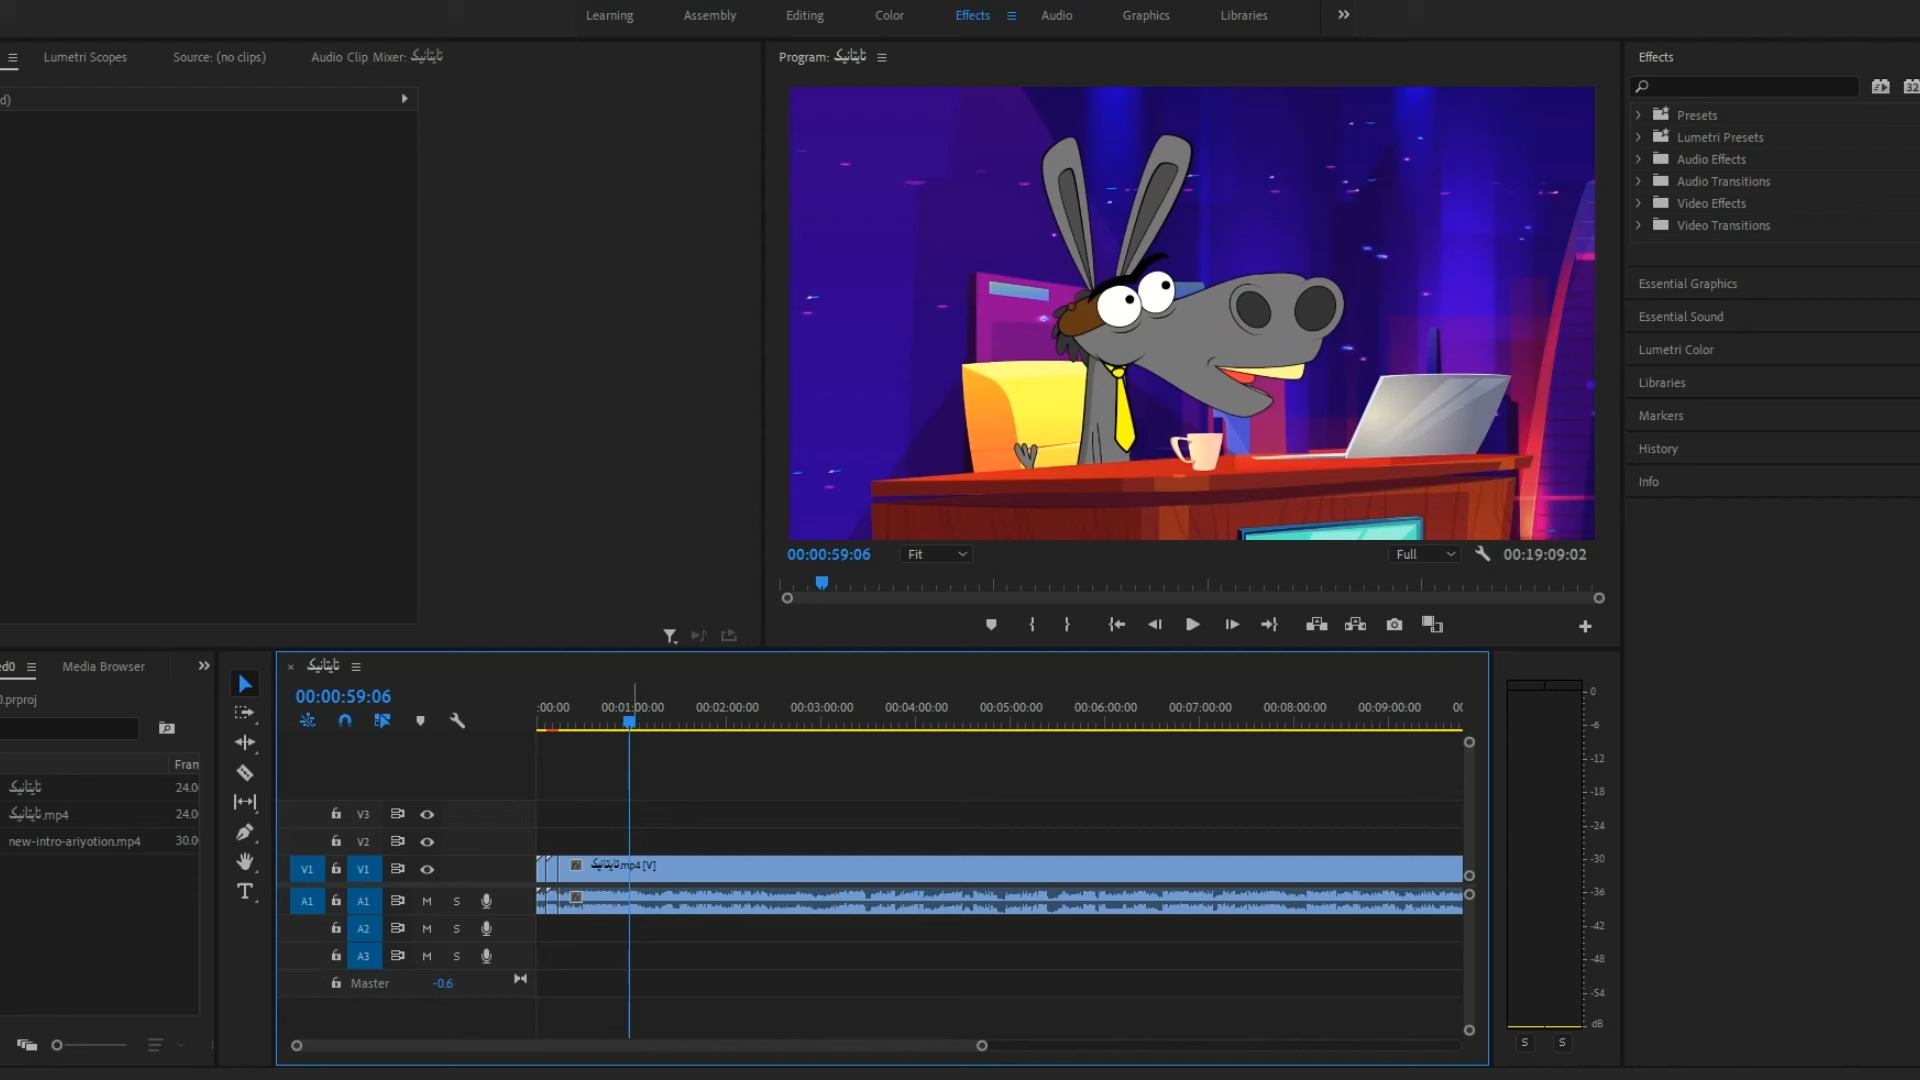 Learning Assembly Editing Color Effects Audio Graphics Libraries
Lumetri Scopes Source: (no clips) Audio Clip Mixer: تایتانیک
d)
Program: تایتانیک
Effects
32
Presets
Lumetri Presets
Audio Effects
Audio Transitions
Video Effects
Video Transitions
Essential Graphics
Essential Sound
Lumetri Color
Libraries
Markers
History
Info
00:00:59:06 Fit Full 00:19:09:02
ed0 Media Browser
0.prproj
Fram
تایتانیک 24.0
تایتانیک.mp4 24.0
new-intro-ariyotion.mp4 30.0
تایتانیک
00:00:59:06
:00:00 00:01:00:00 00:02:00:00 00:03:00:00 00:04:00:00 00:05:00:00 00:06:00:00 00:07:00:00 00:08:00:00 00:09:00:00 00
V3
V2
V1 V1 تایتانیک.mp4 [V]
A1 A1 M S
A2 M S
A3 M S
Master -0.6
0
-6
-12
-18
-24
-30
-36
-42
-48
-54
dB
S S